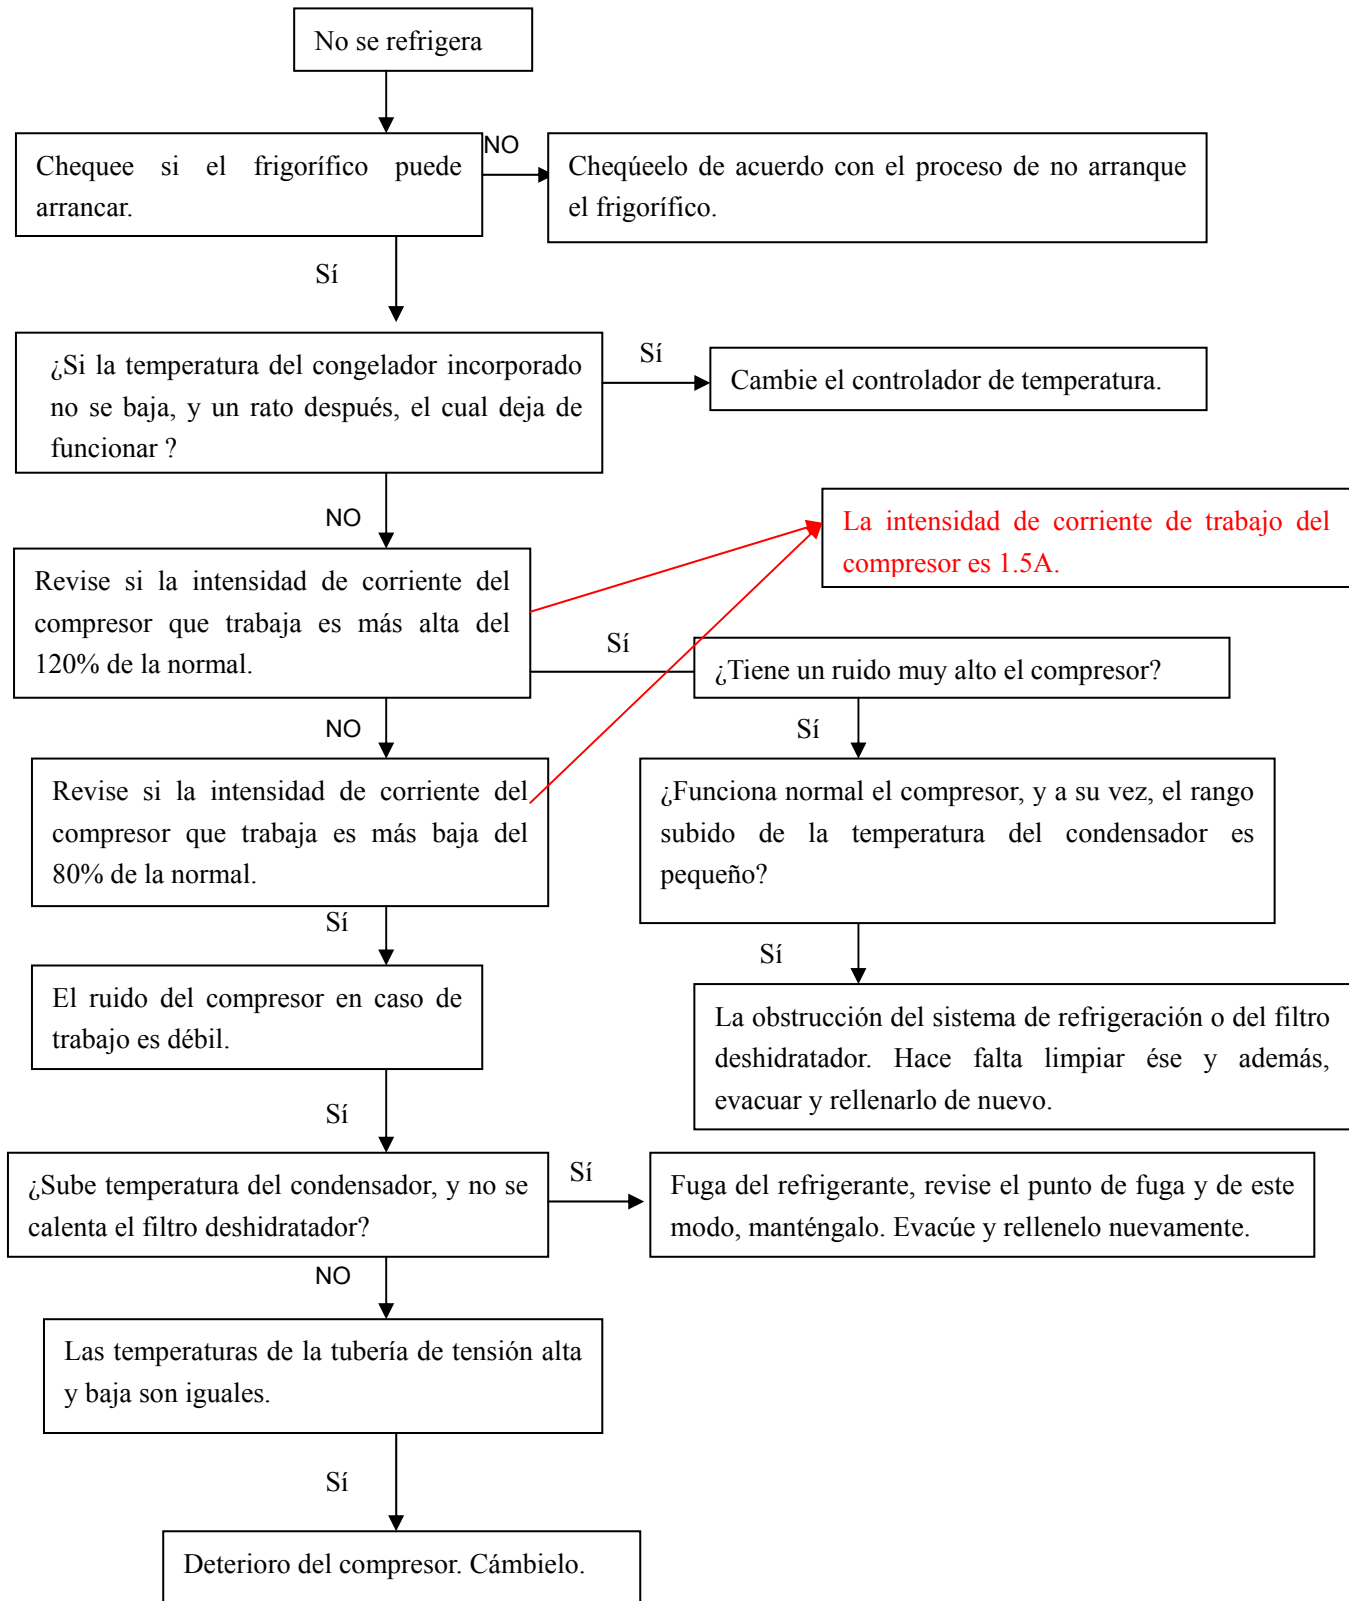 No se refrigera
NO
Chequee si el frigorífico puede
arrancar.
Cheqúeelo de acuerdo con el proceso de no arranque
el frigorífico.
Sí
¿Si la temperatura del congelador incorporado
no se baja, y un rato después, el cual deja de
funcionar ?
Sí
Cambie el controlador de temperatura.
NO
La intensidad de corriente de trabajo del
compresor es 1.5A.
Revise si la intensidad de corriente del
compresor que trabaja es más alta del
120% de la normal.
Sí
¿Tiene un ruido muy alto el compresor?
NO
Sí
Revise si la intensidad de corriente del
compresor que trabaja es más baja del
80% de la normal.
¿Funciona normal el compresor, y a su vez, el rango
subido de la temperatura del condensador es
pequeño?
Sí
Sí
El ruido del compresor en caso de
trabajo es débil.
La obstrucción del sistema de refrigeración o del filtro
deshidratador. Hace falta limpiar ése y además,
evacuar y rellenarlo de nuevo.
Sí
¿Sube temperatura del condensador, y no se
calenta el filtro deshidratador?
Sí
Fuga del refrigerante, revise el punto de fuga y de este
modo, manténgalo. Evacúe y rellenelo nuevamente.
NO
Las temperaturas de la tubería de tensión alta
y baja son iguales.
Sí
Deterioro del compresor. Cámbielo.